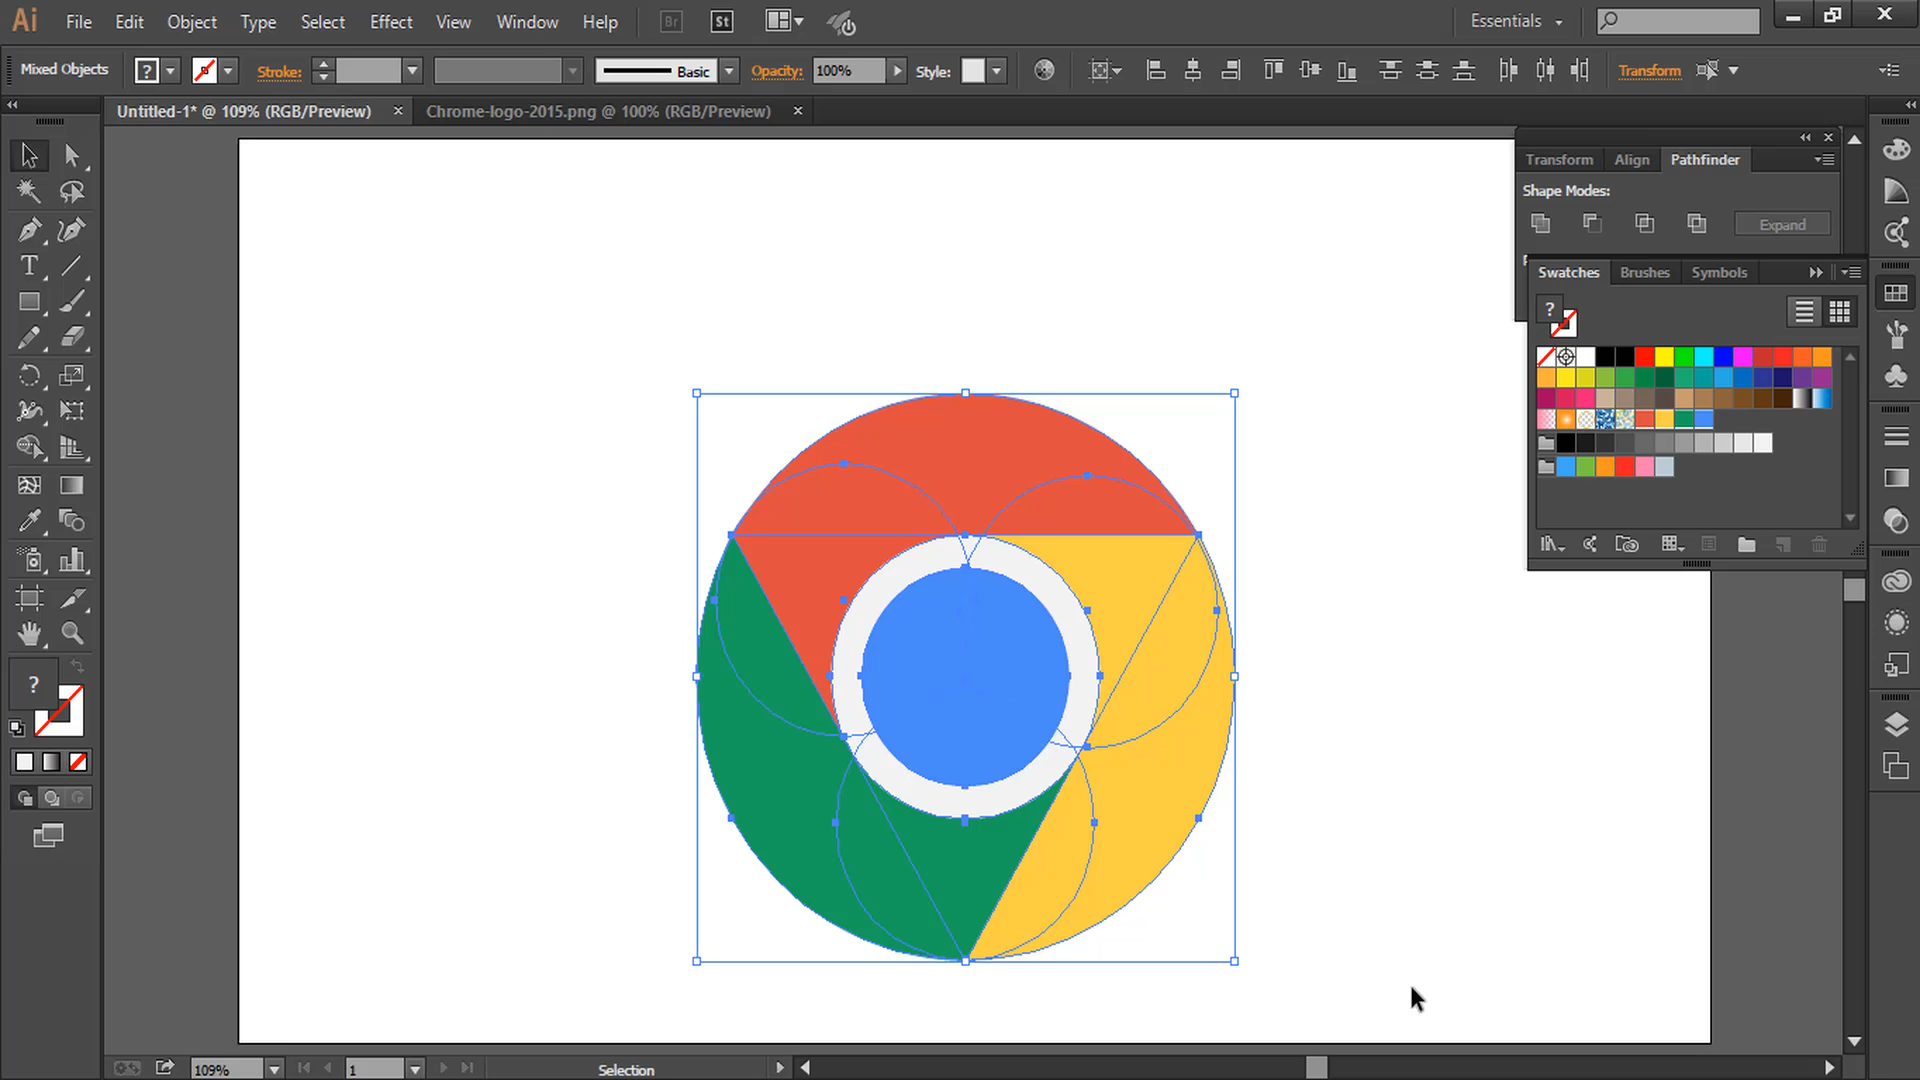 Ai File Edit Object Type Select Effect View Window Help Br St Essentials
Mixed Objects ? Stroke: Basic Opacity: 100% Style: Transform
Untitled-1* @ 109% (RGB/Preview) × Chrome-logo-2015.png @ 100% (RGB/Preview) ×
Transform Align Pathfinder
Shape Modes:
Expand
Swatches Brushes Symbols
?
T
?
109% 1 Selection